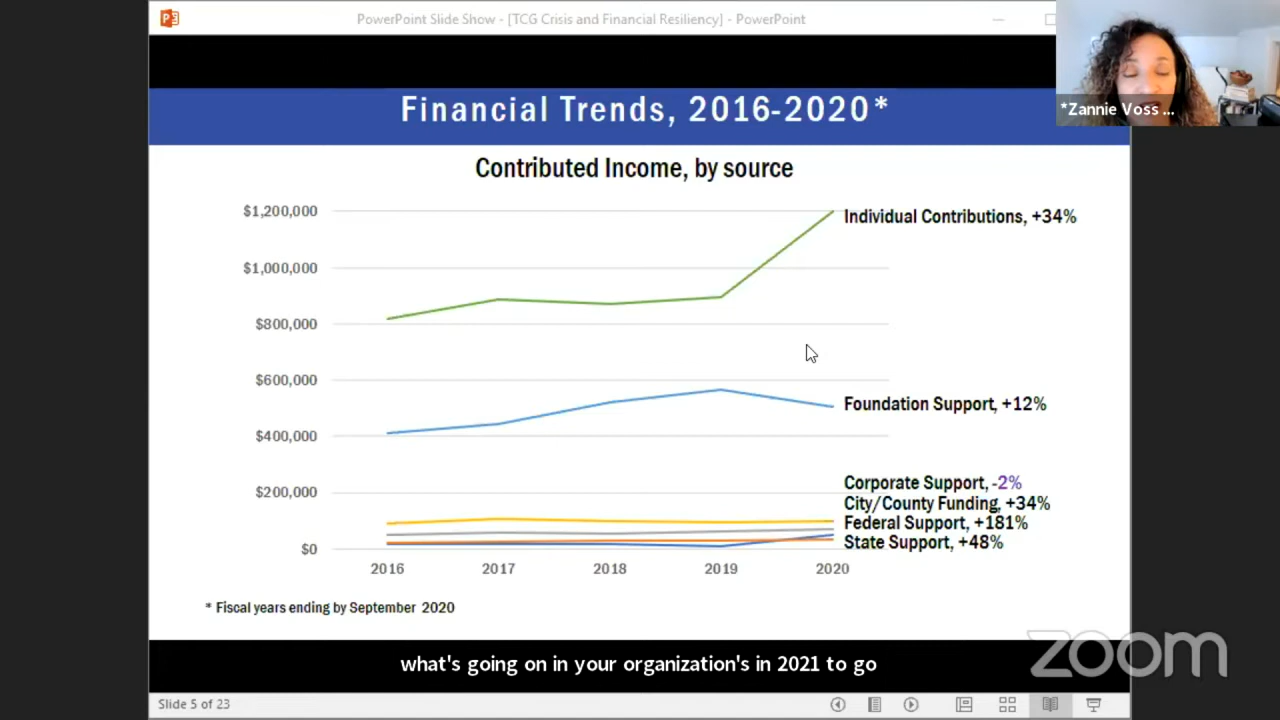 PowerPoint Slide Show - [TCG Crisis and Financial Resiliency] - PowerPoint
*Zannie Voss ...
Financial Trends, 2016-2020*
Contributed Income, by source
$1,200,000
$1,000,000
$800,000
$600,000
$400,000
$200,000
$0
Individual Contributions, +34%
Foundation Support, +12%
Corporate Support, -2%
City/County Funding, +34%
Federal Support, +181%
State Support, +48%
2016 2017 2018 2019 2020
* Fiscal years ending by September 2020
what's going on in your organization's in 2021 to go
zoom
Slide 5 of 23